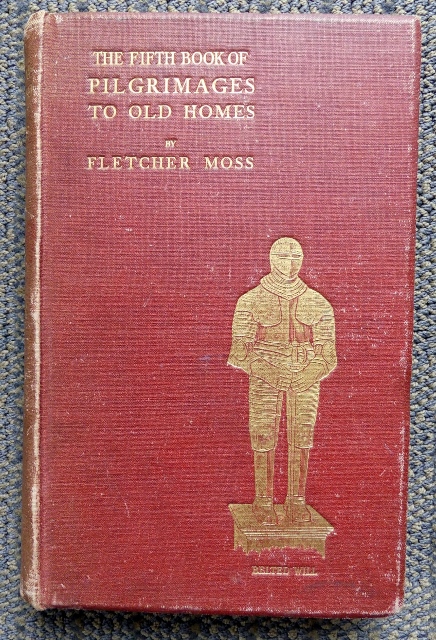 THE FIFTH BOOK OF
PILGRIMAGES
TO OLD HOMES
BY
FLETCHER MOSS
BELTED WILL